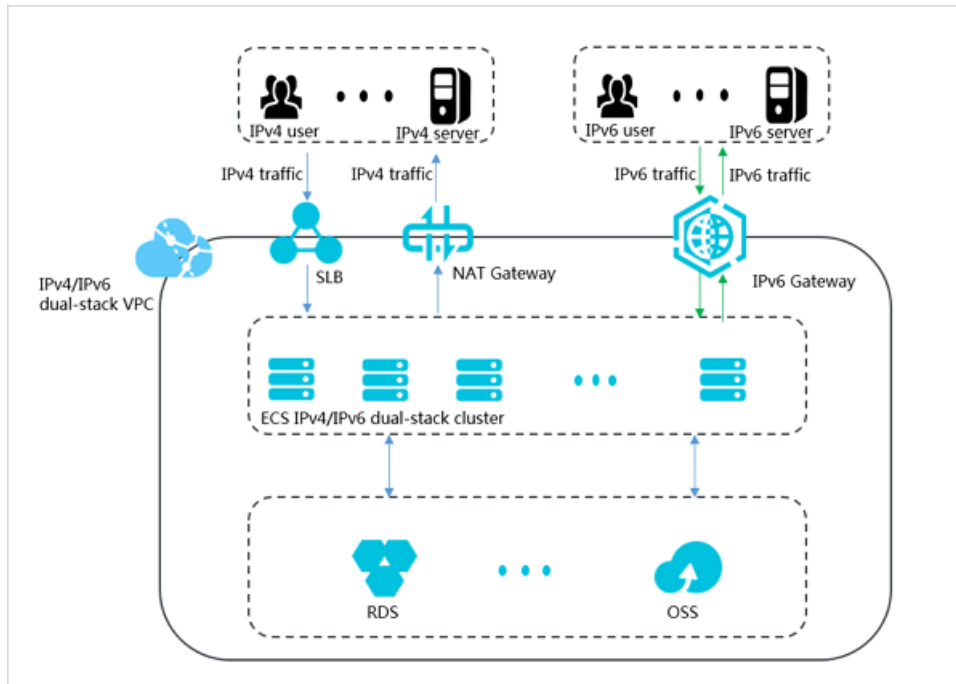 IPv4 user
IPv4 server
IPv6 user
IPv6 server
IPv4 traffic
IPv4 traffic
IPv6 traffic
IPv6 traffic
IPv4/IPv6
dual-stack VPC
SLB
NAT Gateway
IPv6 Gateway
ECS IPv4/IPv6 dual-stack cluster
RDS
OSS